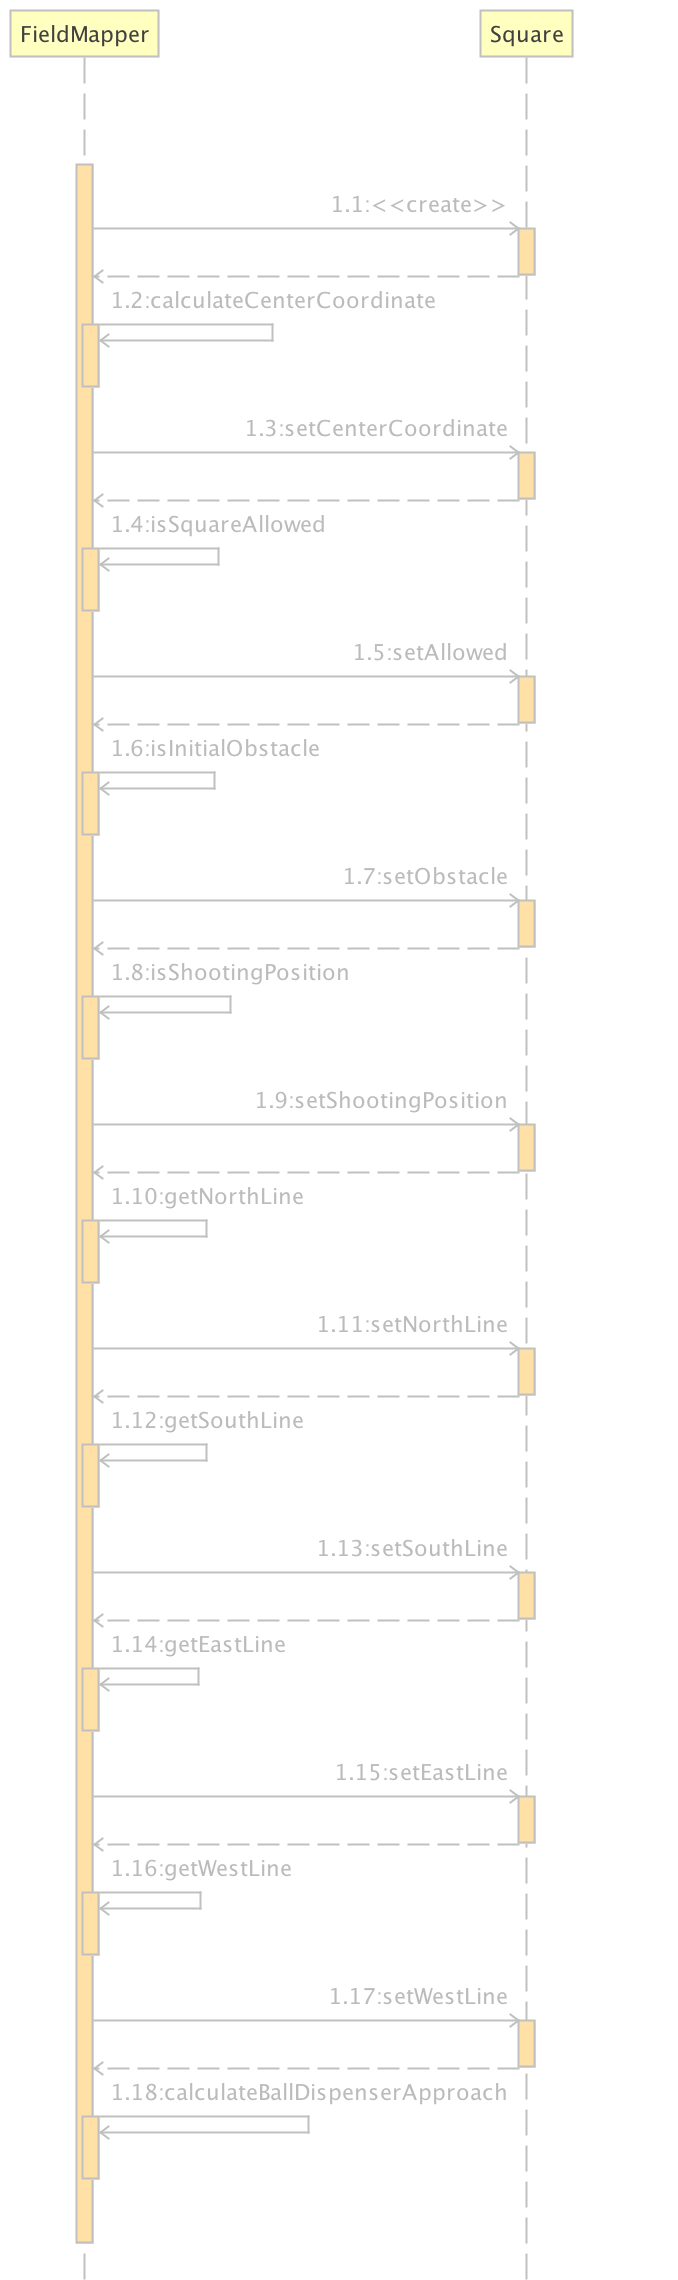 FieldMapper
Square
1.1:<<create>>
1.2:calculateCenterCoordinate
1.3:setCenterCoordinate
1.4:isSquareAllowed
1.5:setAllowed
1.6:isInitialObstacle
1.7:setObstacle
1.8:isShootingPosition
1.9:setShootingPosition
1.10:getNorthLine
1.11:setNorthLine
1.12:getSouthLine
1.13:setSouthLine
1.14:getEastLine
1.15:setEastLine
1.16:getWestLine
1.17:setWestLine
1.18:calculateBallDispenserApproach